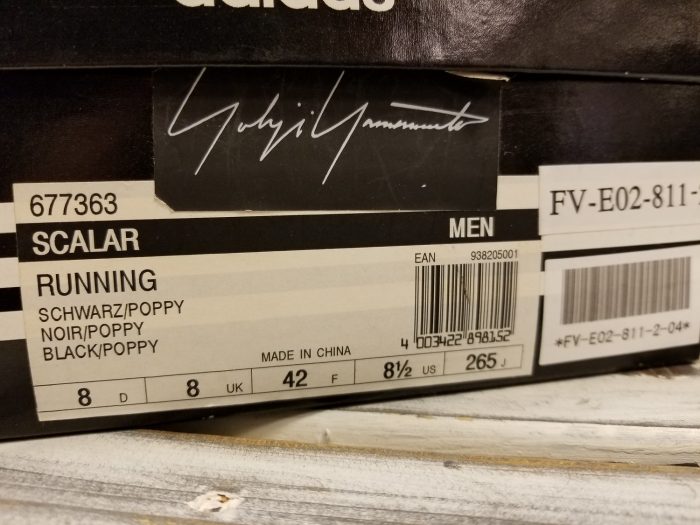 adidas
Yohji Yamamoto
677363
SCALAR MEN
RUNNING
SCHWARZ/POPPY
NOIR/POPPY
BLACK/POPPY
EAN 938205001
4 003422 898152
MADE IN CHINA
8 D 8 UK 42 F 8½ US 265 J
FV-E02-811-
*FV-E02-811-2-04*